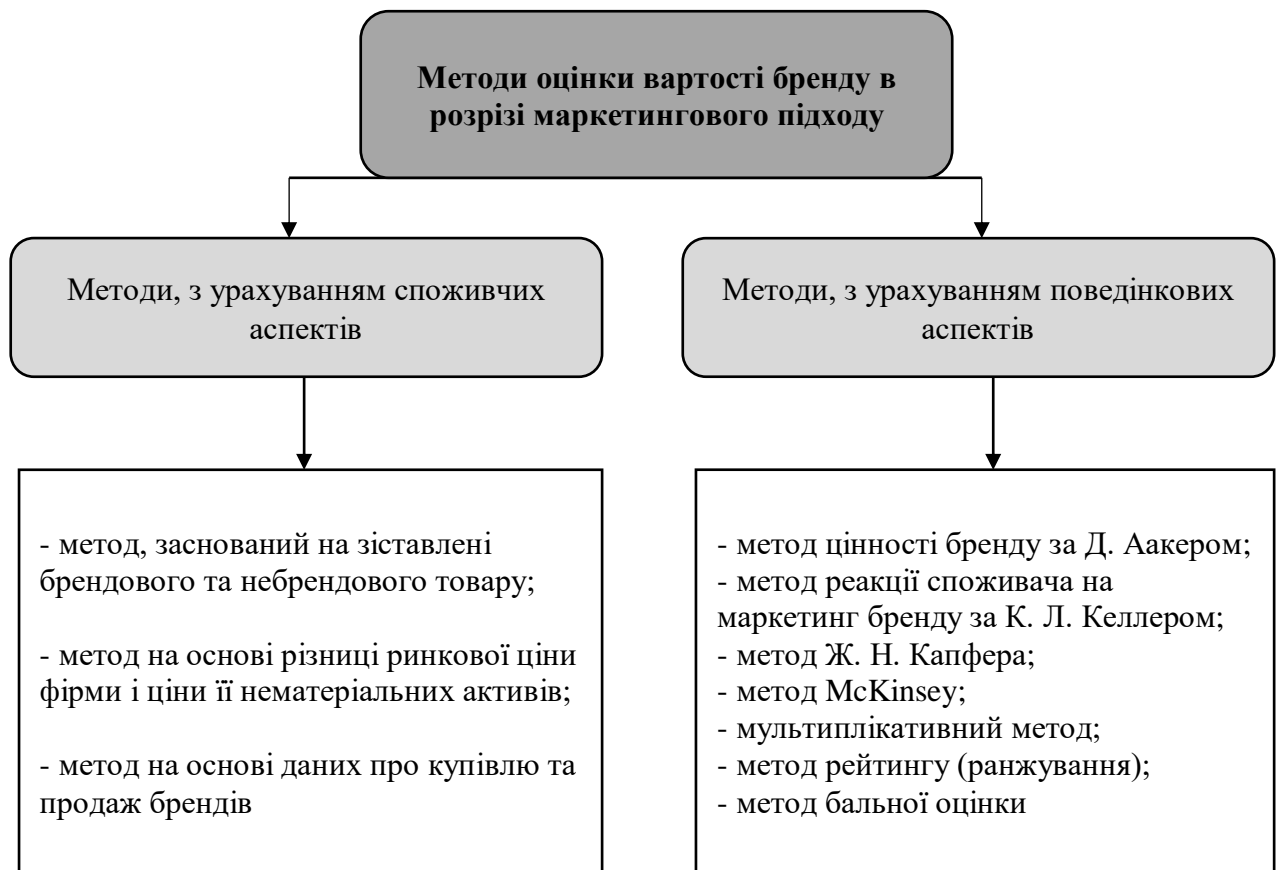 Методи оцінки вартості бренду в
розрізі маркетингового підходу
Методи, з урахуванням споживчих
аспектів
Методи, з урахуванням поведінкових
аспектів
- метод, заснований на зіставлені
брендового та небрендового товару;
- метод на основі різниці ринкової ціни
фірми і ціни її нематеріальних активів;
- метод на основі даних про купівлю та
продаж брендів
- метод цінності бренду за Д. Аакером;
- метод реакції споживача на
маркетинг бренду за К. Л. Келлером;
- метод Ж. Н. Капфера;
- метод McKinsey;
- мультиплікативний метод;
- метод рейтингу (ранжування);
- метод бальної оцінки